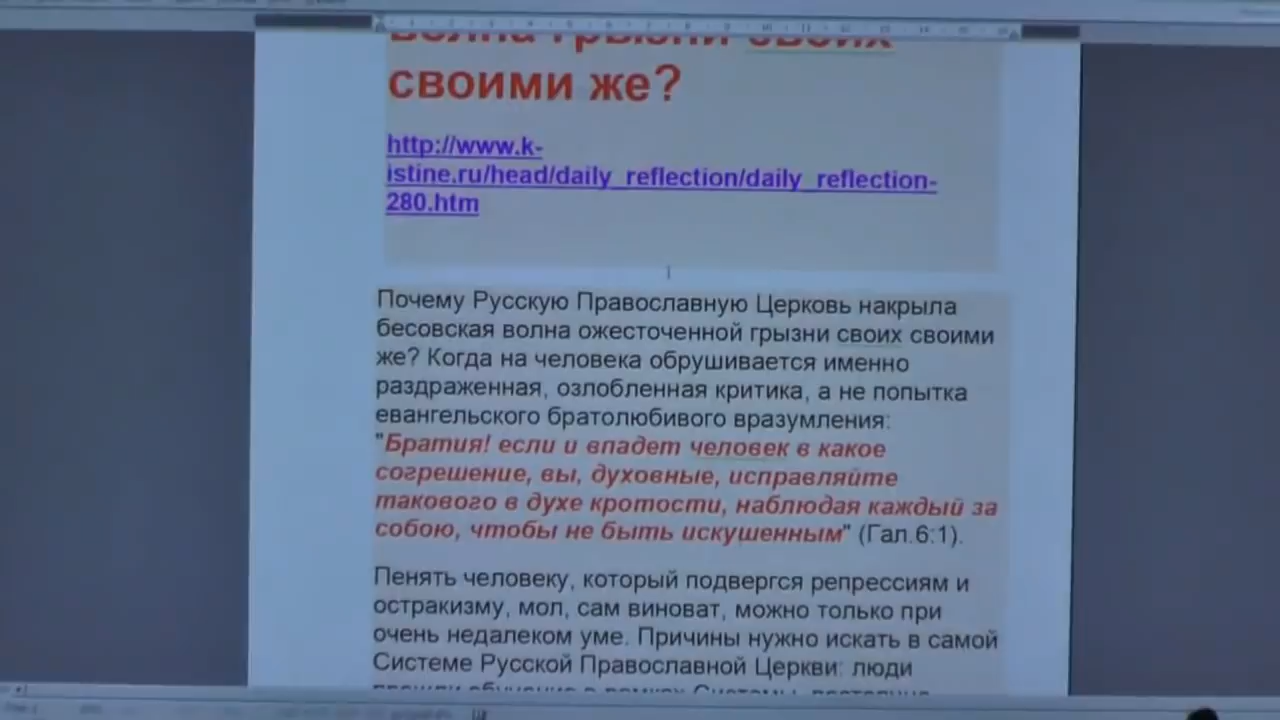 волна грызни своих
своими же?
http://www.k-
istine.ru/head/daily_reflection/daily_reflection-
280.htm
Почему Русскую Православную Церковь накрыла
бесовская волна ожесточенной грызни своих своими
же? Когда на человека обрушивается именно
раздраженная, озлобленная критика, а не попытка
евангельского братолюбивого вразумления:
"Братия! если и впадет человек в какое
согрешение, вы, духовные, исправляйте
такового в духе кротости, наблюдая каждый за
собою, чтобы не быть искушенным" (Гал.6:1).
Пенять человеку, который подвергся репрессиям и
остракизму, мол, сам виноват, можно только при
очень недалеком уме. Причины нужно искать в самой
Системе Русской Православной Церкви: люди